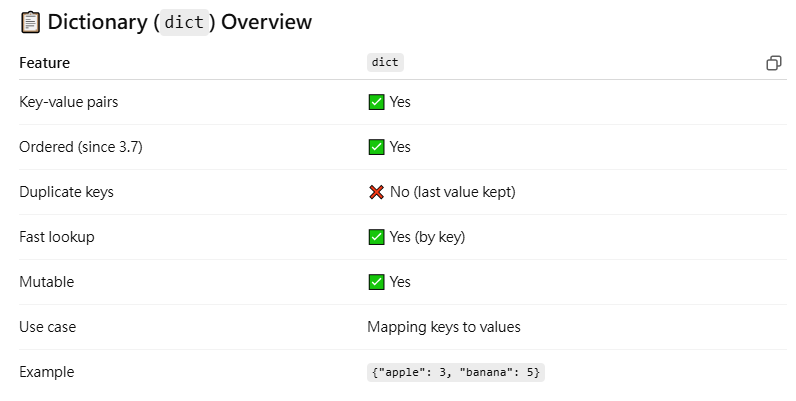 📋 Dictionary (dict) Overview
Feature dict
Key-value pairs ✅ Yes
Ordered (since 3.7) ✅ Yes
Duplicate keys ❌ No (last value kept)
Fast lookup ✅ Yes (by key)
Mutable ✅ Yes
Use case Mapping keys to values
Example {"apple": 3, "banana": 5}